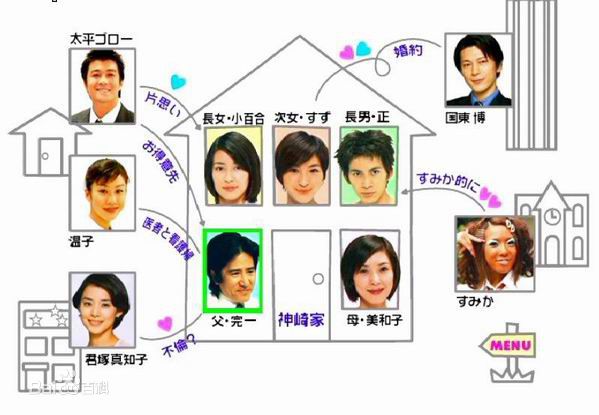 太平ゴロー
片思い
お得意先
長女・小百合
次女・すず
長男・正
婚約
国東 博
温子
医者と看護婦
すみか的に
すみか
父・完一
神崎家
母・美和子
君塚真知子
不倫？
MENU
Baidu百科